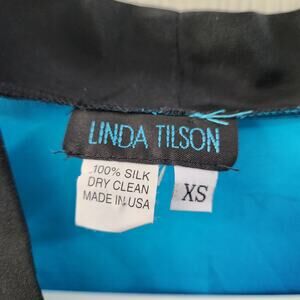 LINDA TILSON
100% SILK
DRY CLEAN
MADE IN USA
XS